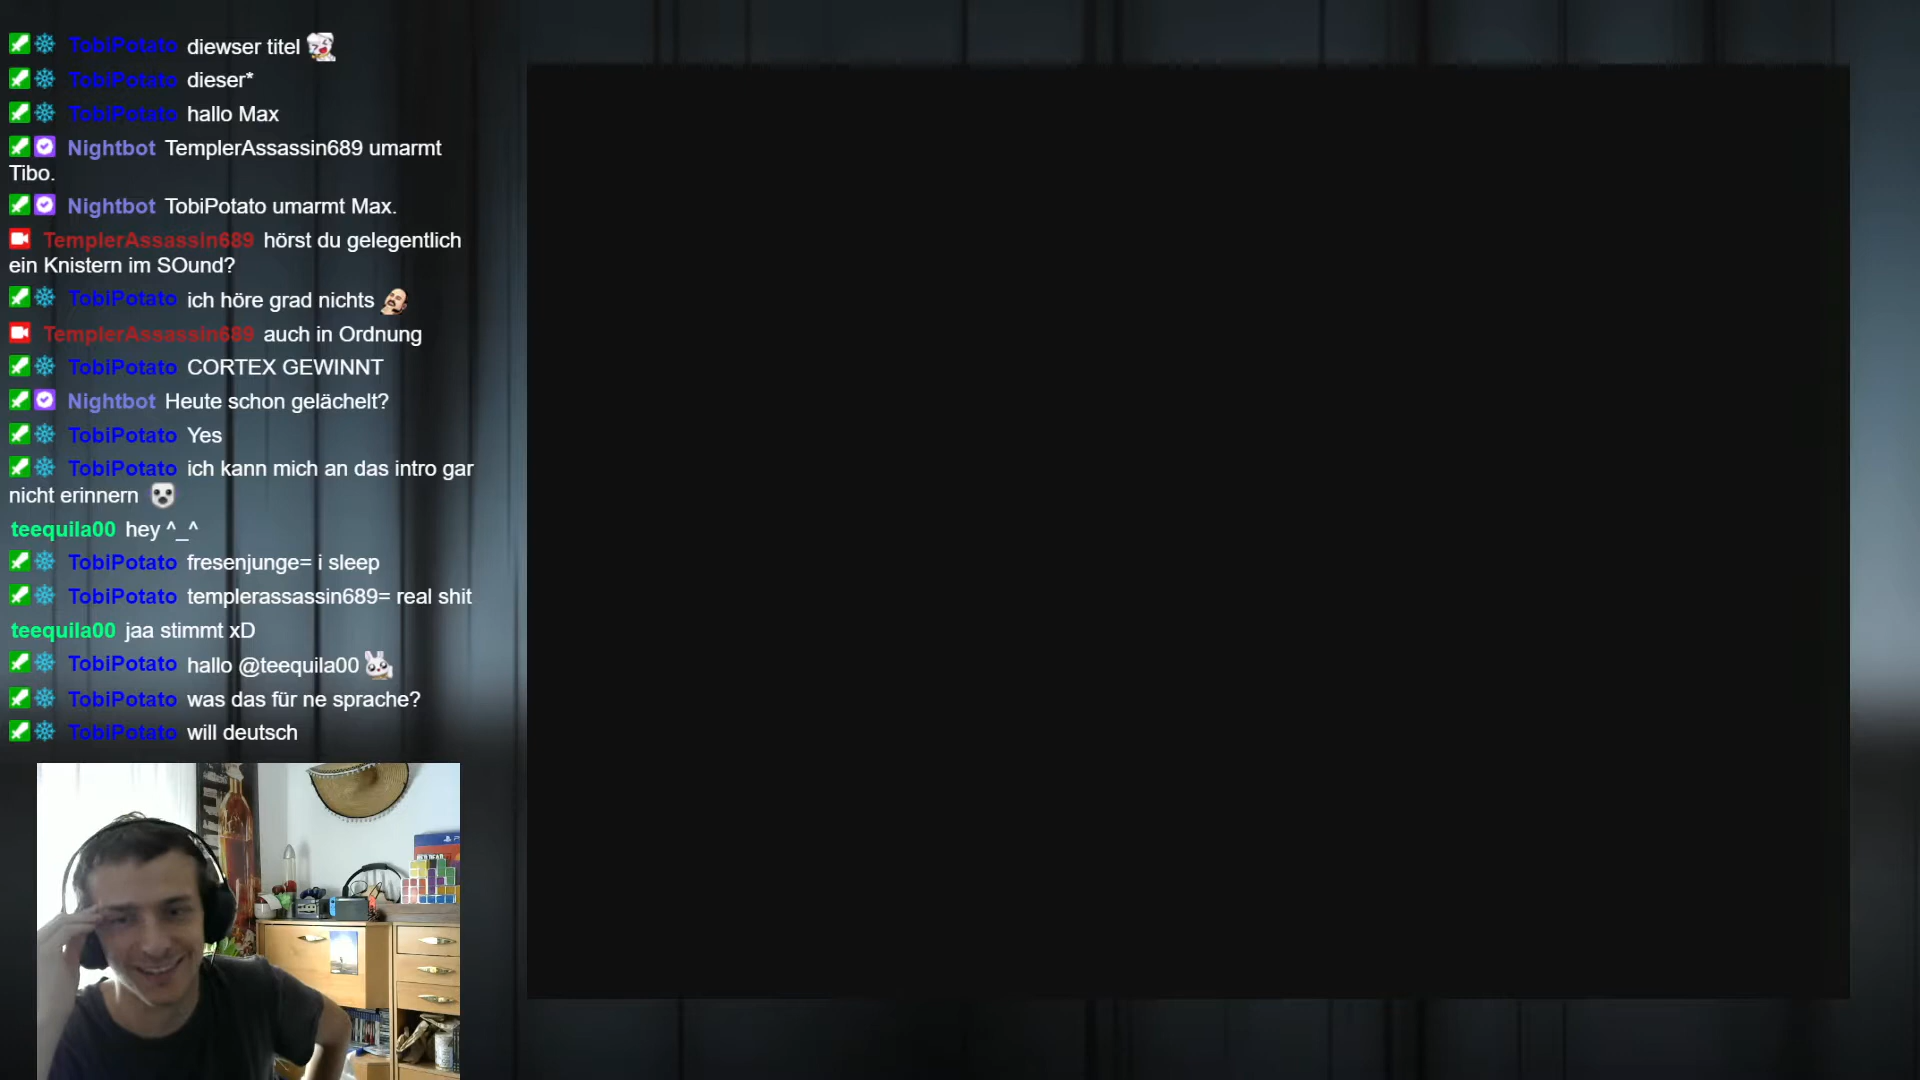 TobiPotato diewser titel
TobiPotato dieser*
TobiPotato hallo Max
Nightbot TemplerAssassin689 umarmt
Tibo.
Nightbot TobiPotato umarmt Max.
TemplerAssassin689 hörst du gelegentlich
ein Knistern im SOund?
TobiPotato ich höre grad nichts
TemplerAssassin689 auch in Ordnung
TobiPotato CORTEX GEWINNT
Nightbot Heute schon gelächelt?
TobiPotato Yes
TobiPotato ich kann mich an das intro gar
nicht erinnern
teequila00 hey ^_^
TobiPotato fresenjunge= i sleep
TobiPotato templerassassin689= real shit
teequila00 jaa stimmt xD
TobiPotato hallo @teequila00
TobiPotato was das für ne sprache?
TobiPotato will deutsch